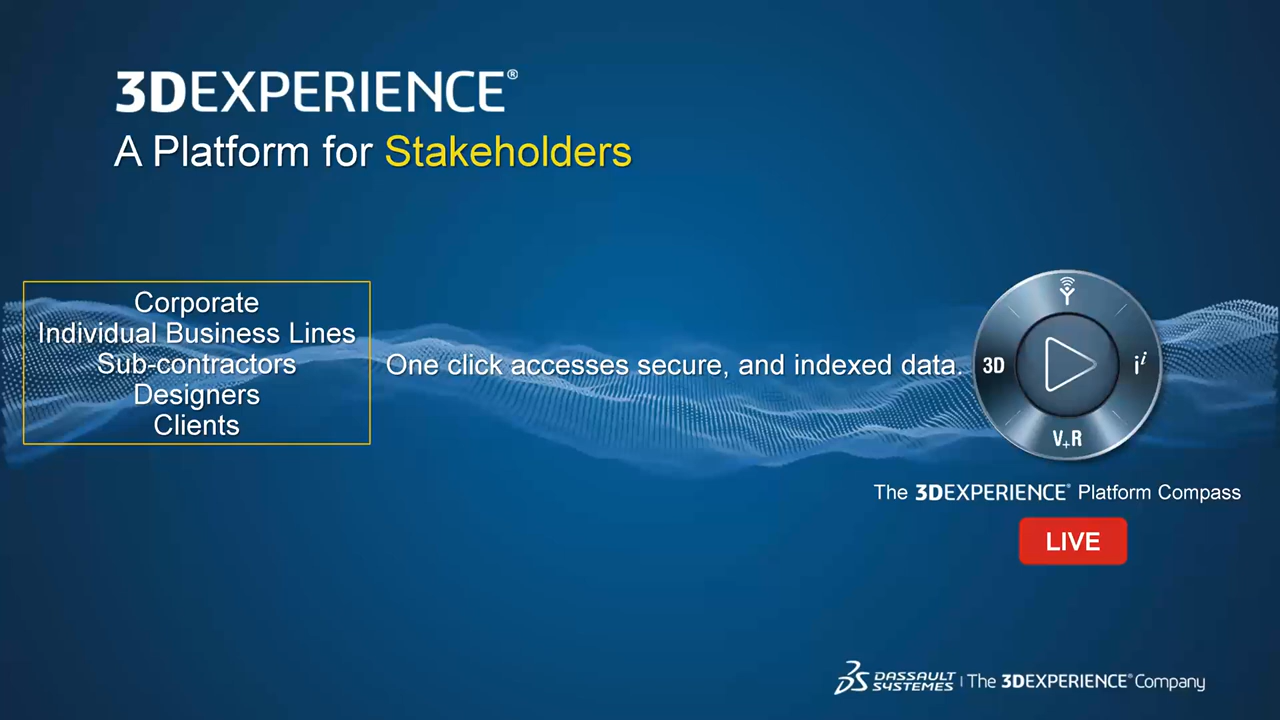 3DEXPERIENCE®
A Platform for Stakeholders
Corporate
Individual Business Lines
Sub-contractors
Designers
Clients
One click accesses secure, and indexed data.
3D
i i
V+R
The 3DEXPERIENCE® Platform Compass
LIVE
DASSAULT SYSTEMES | The 3DEXPERIENCE® Company